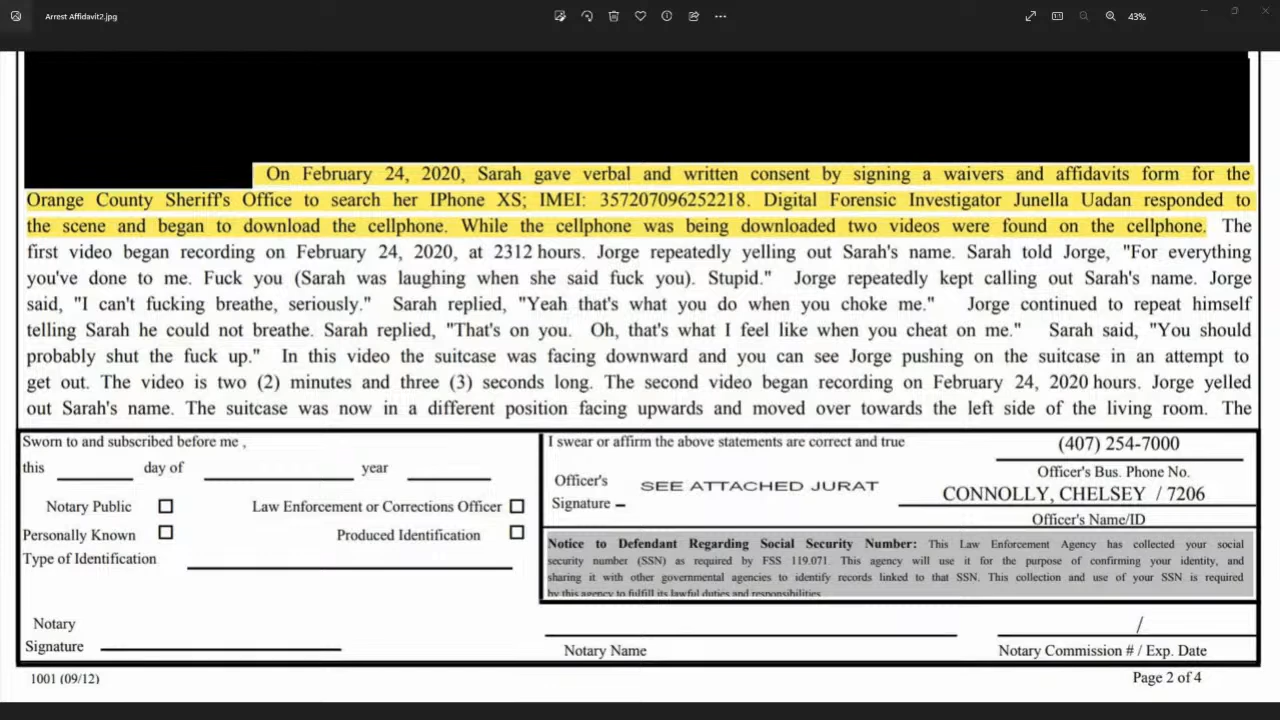 Arrest Affidavit2.jpg
43%
On February 24, 2020, Sarah gave verbal and written consent by signing a waivers and affidavits form for the
Orange County Sheriff's Office to search her IPhone XS; IMEI: 357207096252218. Digital Forensic Investigator Junella Uadan responded to
the scene and began to download the cellphone. While the cellphone was being downloaded two videos were found on the cellphone. The
first video began recording on February 24, 2020, at 2312 hours. Jorge repeatedly yelling out Sarah's name. Sarah told Jorge, "For everything
you've done to me. Fuck you (Sarah was laughing when she said fuck you). Stupid." Jorge repeatedly kept calling out Sarah's name. Jorge
said, "I can't fucking breathe, seriously." Sarah replied, "Yeah that's what you do when you choke me." Jorge continued to repeat himself
telling Sarah he could not breathe. Sarah replied, "That's on you. Oh, that's what I feel like when you cheat on me." Sarah said, "You should
probably shut the fuck up." In this video the suitcase was facing downward and you can see Jorge pushing on the suitcase in an attempt to
get out. The video is two (2) minutes and three (3) seconds long. The second video began recording on February 24, 2020 hours. Jorge yelled
out Sarah's name. The suitcase was now in a different position facing upwards and moved over towards the left side of the living room. The
Sworn to and subscribed before me ,
this day of year
Notary Public Law Enforcement or Corrections Officer
Personally Known Produced Identification
Type of Identification
Notary
Signature
I swear or affirm the above statements are correct and true
(407) 254-7000
Officer's Bus. Phone No.
Officer's
Signature
SEE ATTACHED JURAT
CONNOLLY, CHELSEY / 7206
Officer's Name/ID
Notice to Defendant Regarding Social Security Number: This Law Enforcement Agency has collected your social
security number (SSN) as required by FSS 119.071. This agency will use it for the purpose of confirming your identity, and
sharing it with other governmental agencies to identify records linked to that SSN. This collection and use of your SSN is required
by this agency to fulfill its lawful duties and responsibilities
/
Notary Name
Notary Commission # / Exp. Date
1001 (09/12)
Page 2 of 4